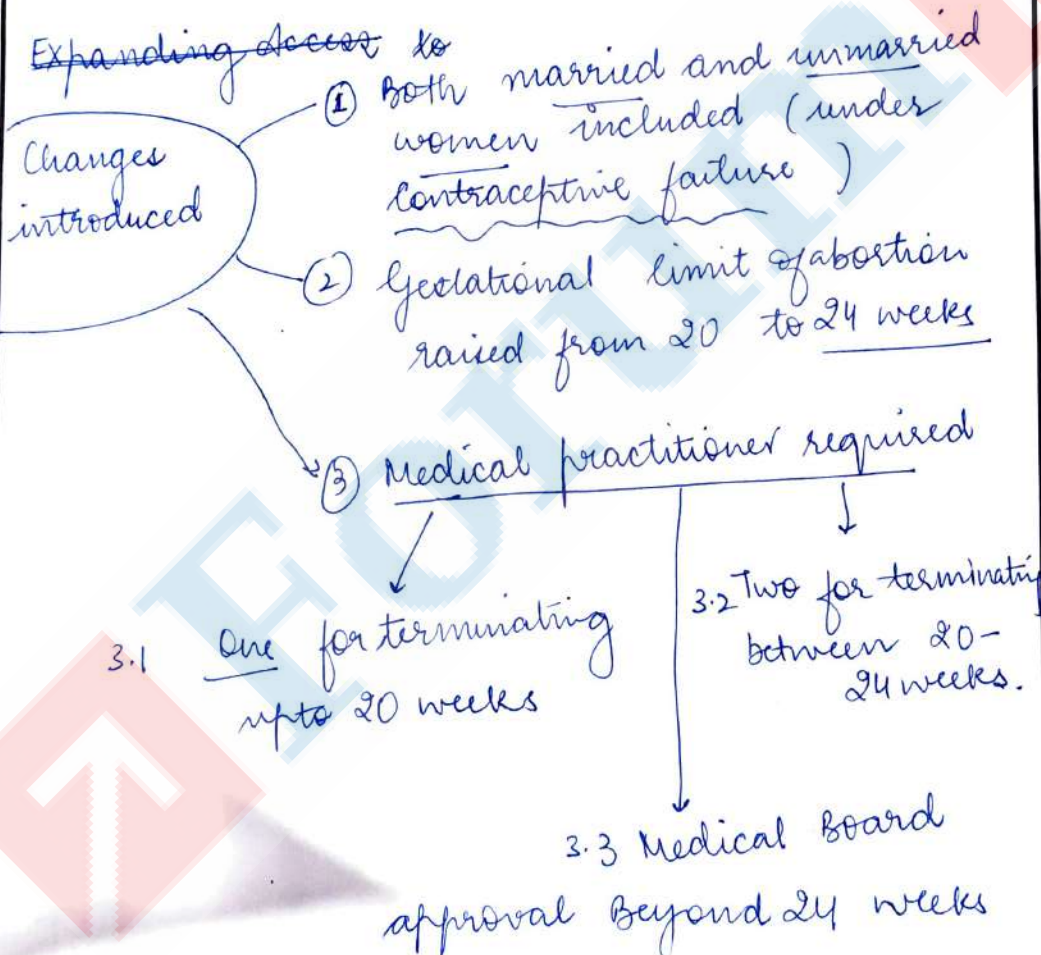 Expanding access to
Changes
introduced
① Both married and unmarried
women included (under
contraceptive failure)
② Gestational limit of abortion
raised from 20 to 24 weeks
③ Medical practitioner required
3.1 One for terminating
upto 20 weeks
3.2 Two for terminating
between 20-
24 weeks.
3.3 Medical Board
approval Beyond 24 weeks
Forum